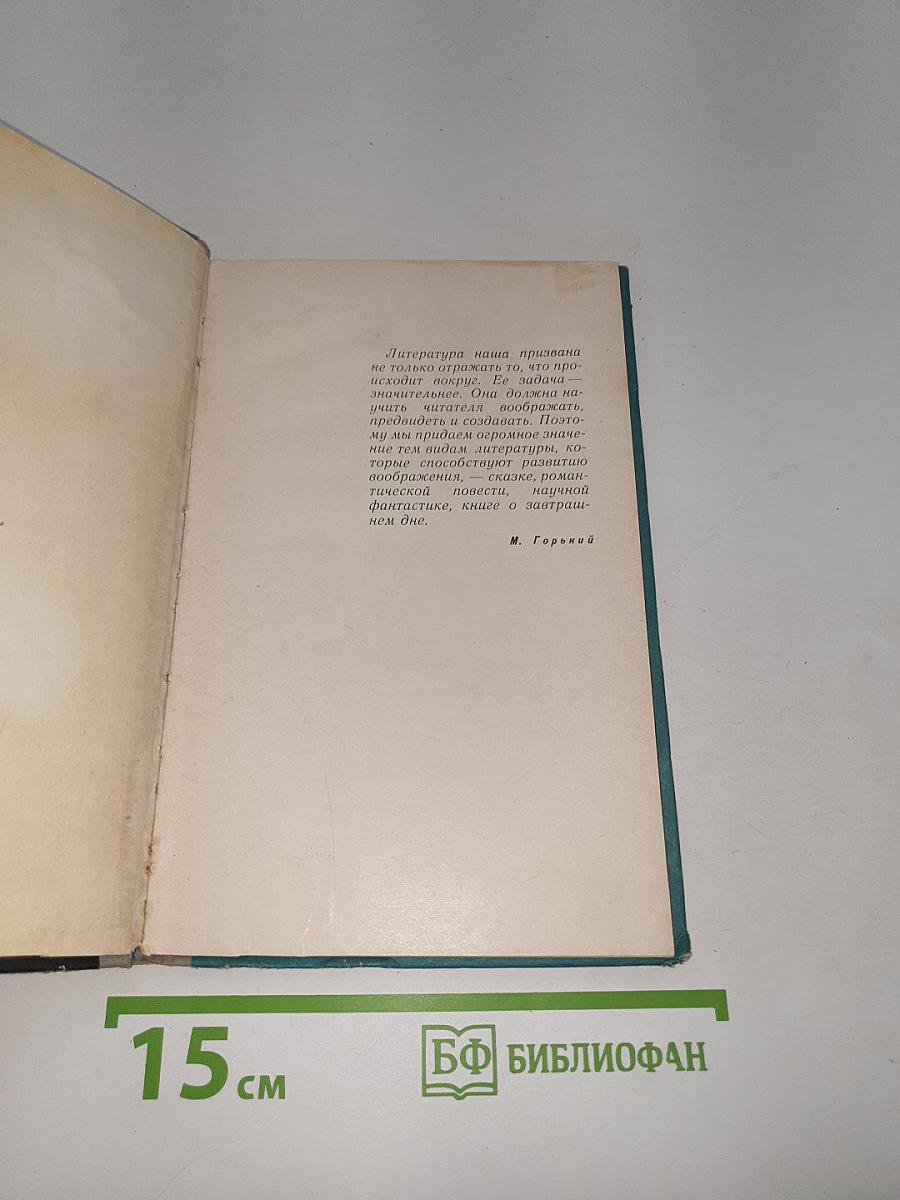 Литература наша призвана
не только отражать то, что про-
исходит вокруг. Ее задача —
значительнее. Она должна на-
учить читателя воображать,
предвидеть и создавать. Поэто-
му мы придаем огромное значе-
ние тем видам литературы, ко-
торые способствуют развитию
воображения, — сказке, роман-
тической повести, научной
фантастике, книге о завтраш-
нем дне.
М. Горький
15 см
БФ БИБЛИОФАН